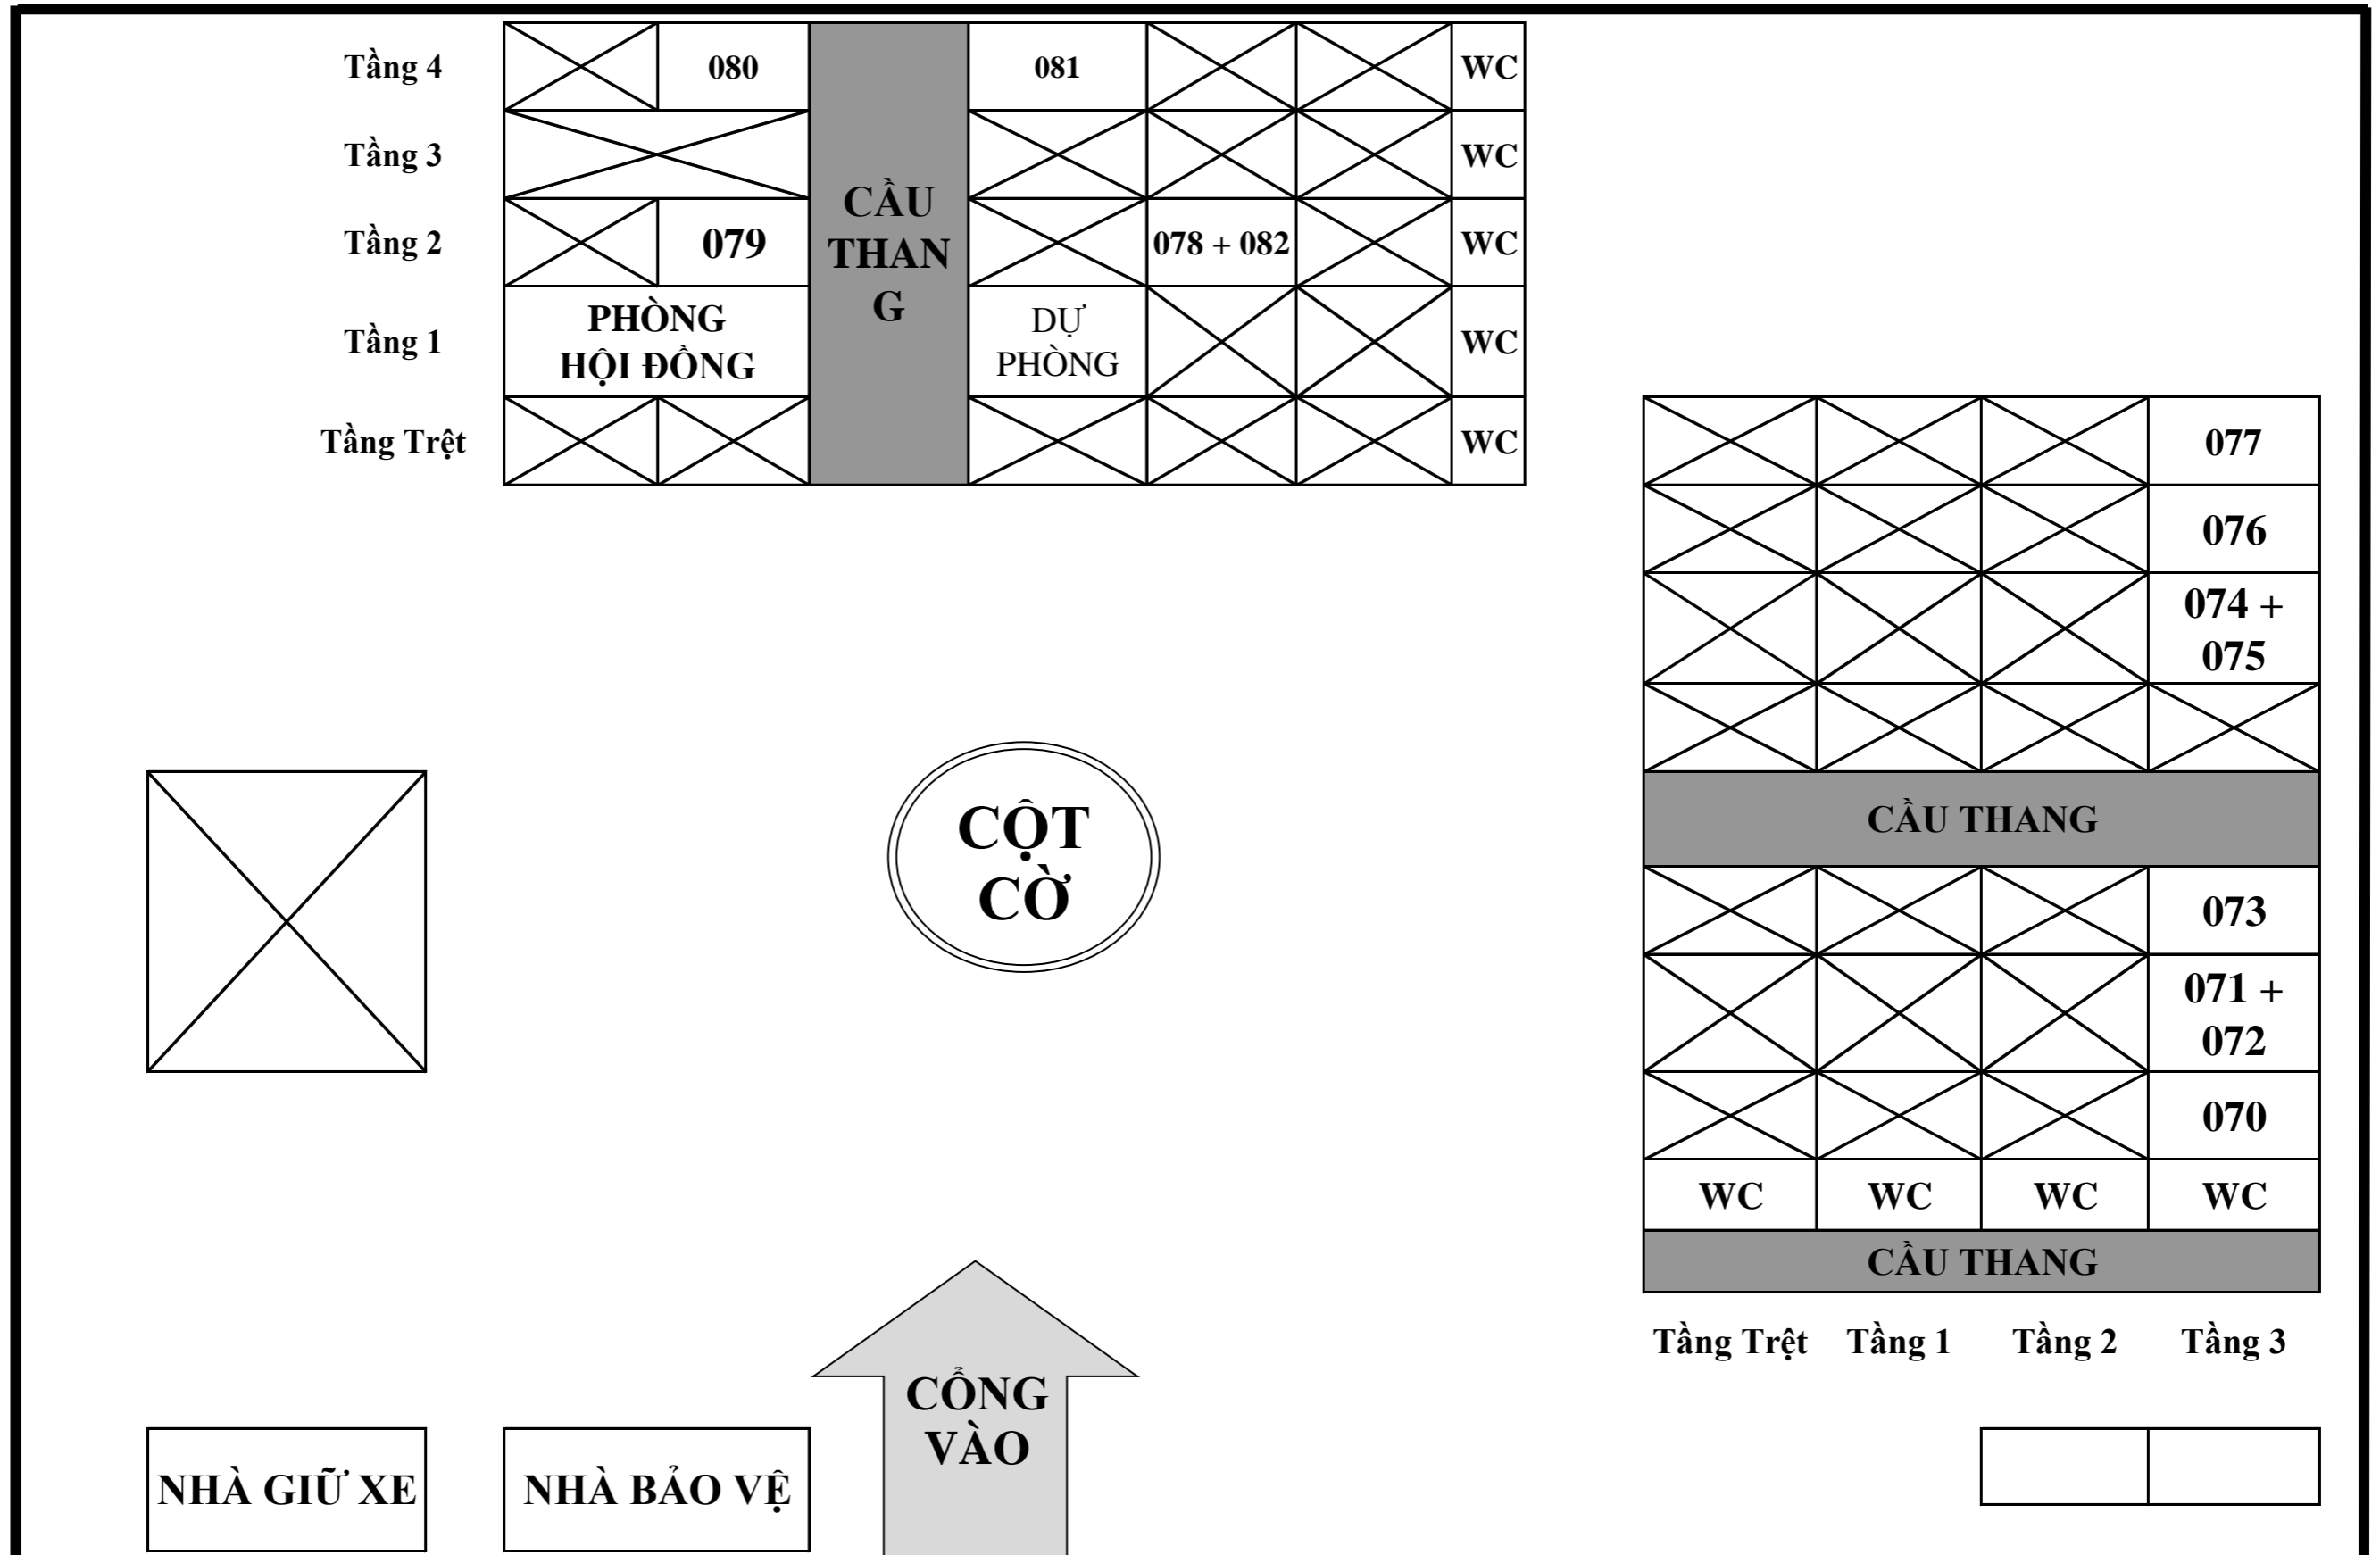 Tầng 4
080
081
WC
Tầng 3
WC
CẦU
THAN
G
Tầng 2
079
078 + 082
WC
Tầng 1
PHÒNG
HỘI ĐỒNG
DỰ
PHÒNG
WC
Tầng Trệt
WC
077
076
074 +
075
CẦU THANG
CỘT
CỜ
073
071 +
072
070
WC WC WC WC
CẦU THANG
Tầng Trệt Tầng 1 Tầng 2 Tầng 3
CỔNG
VÀO
NHÀ GIỮ XE
NHÀ BẢO VỆ